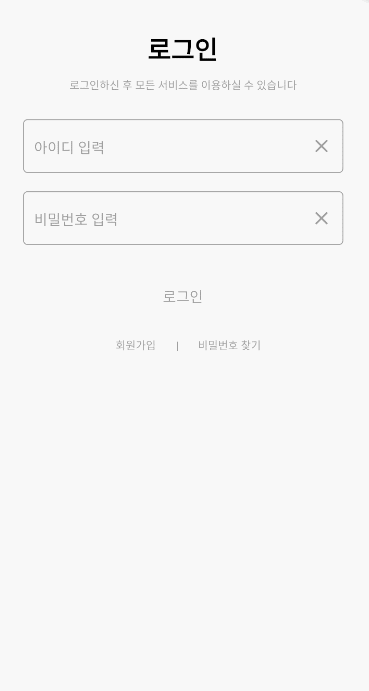 로그인
로그인하신 후 모든 서비스를 이용하실 수 있습니다
아이디 입력
비밀번호 입력
로그인
회원가입 | 비밀번호 찾기